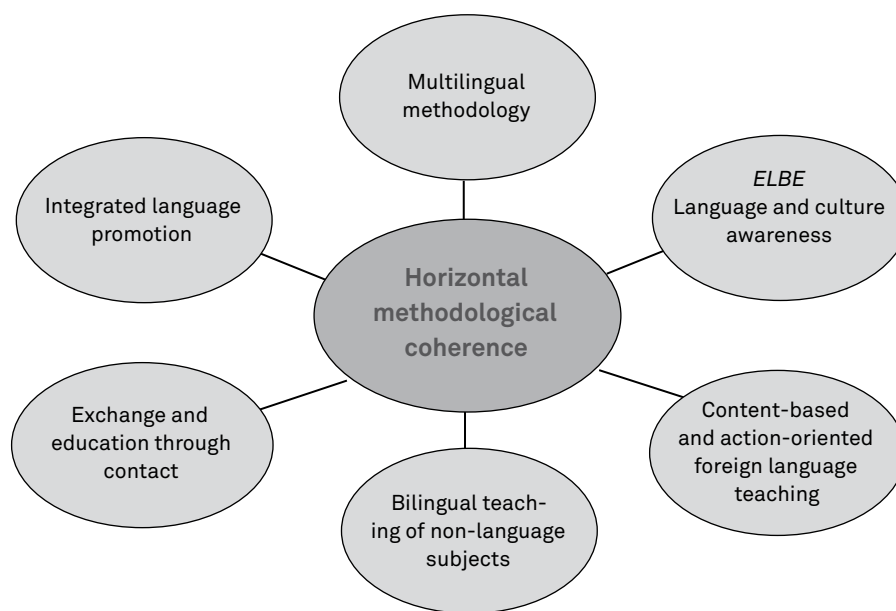 Multilingual
methodology
ELBE
Language and culture
awareness
Integrated language
promotion
Horizontal
methodological
coherence
Exchange and
education through
contact
Content-based
and action-oriented
foreign language
teaching
Bilingual teach-
ing of non-language
subjects